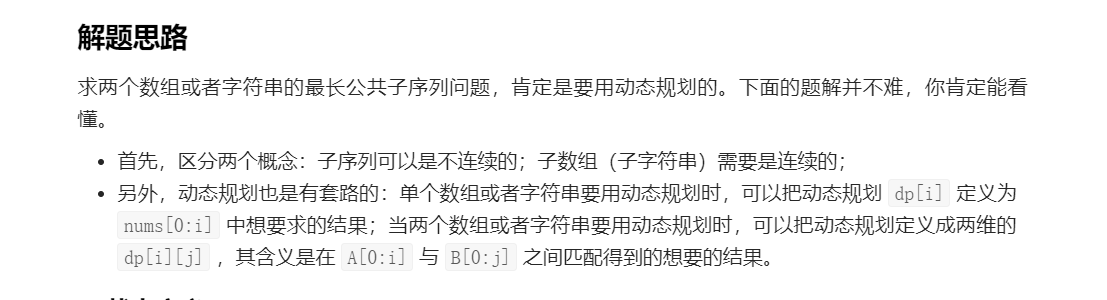 解题思路
求两个数组或者字符串的最长公共子序列问题，肯定是要用动态规划的。下面的题解并不难，你肯定能看
懂。
• 首先，区分两个概念：子序列可以是不连续的；子数组（子字符串）需要是连续的；
• 另外，动态规划也是有套路的：单个数组或者字符串要用动态规划时，可以把动态规划 dp[i] 定义为
nums[0:i] 中想要求的结果；当两个数组或者字符串要用动态规划时，可以把动态规划定义成两维的
dp[i][j] ，其含义是在 A[0:i] 与 B[0:j] 之间匹配得到的想要的结果。